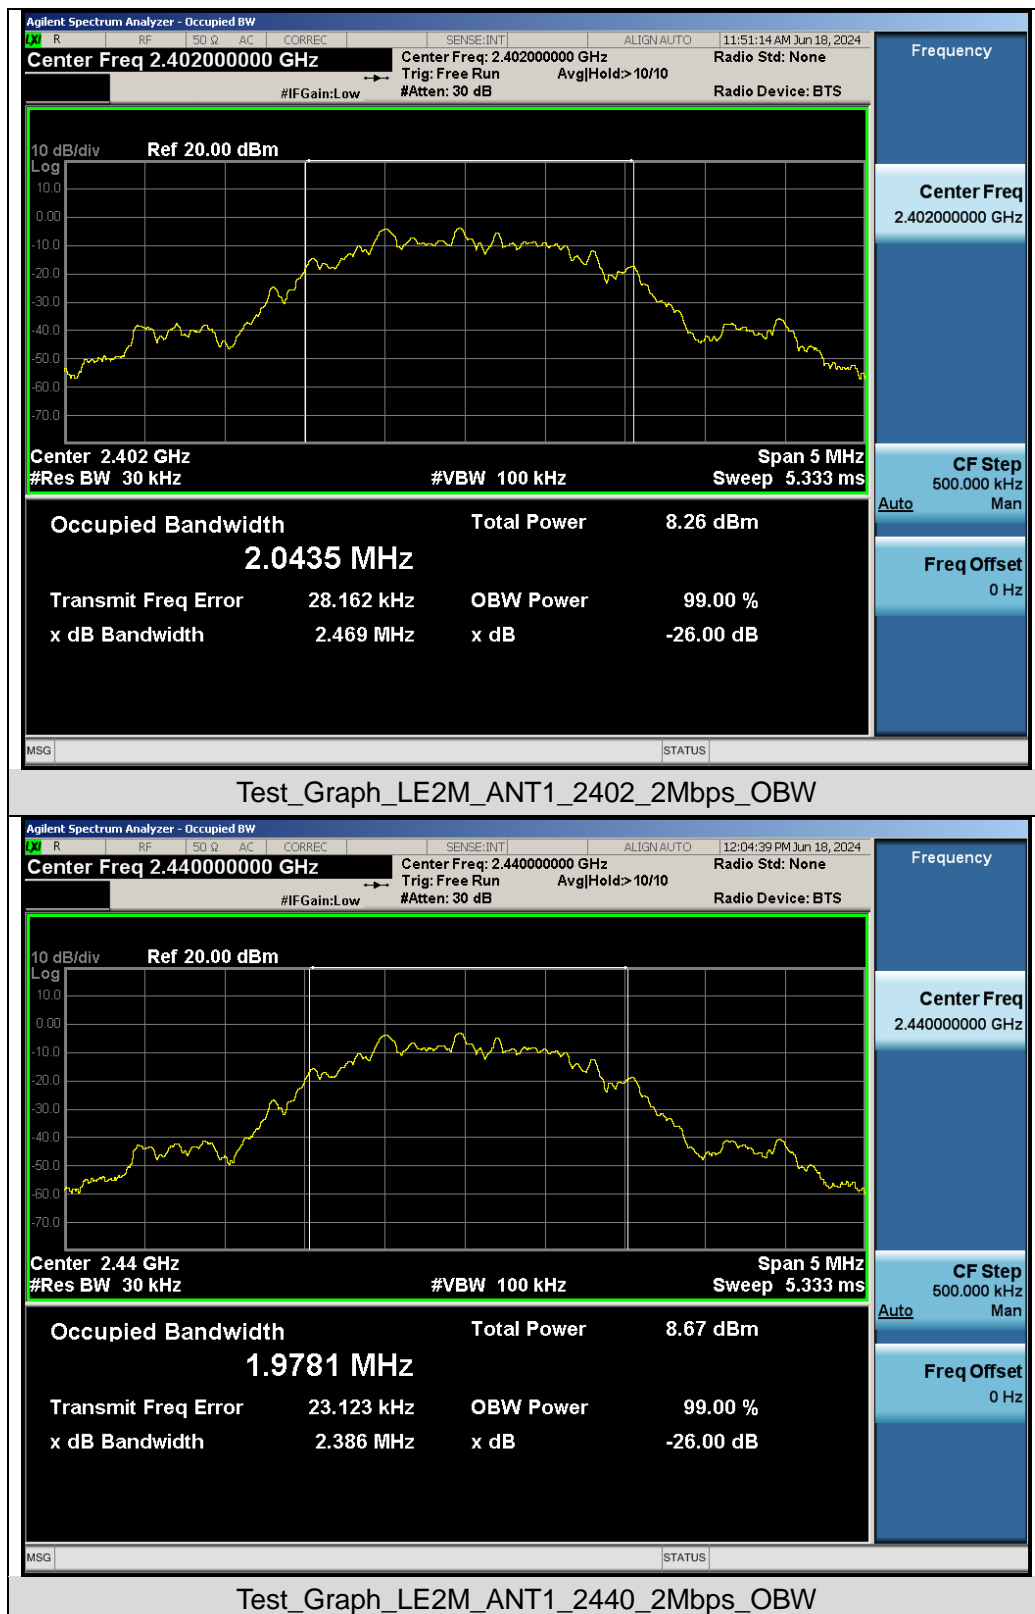 Agilent Spectrum Analyzer - Occupied BW
LXI R RF 50 Ω AC CORREC SENSE:INT ALIGN AUTO 11:51:14 AM Jun 18, 2024
Center Freq 2.402000000 GHz
Center Freq: 2.402000000 GHz Radio Std: None
Trig: Free Run Avg|Hold:>10/10
#IFGain:Low #Atten: 30 dB Radio Device: BTS
Frequency
10 dB/div Ref 20.00 dBm
Log
10.0
0.00
-10.0
-20.0
-30.0
-40.0
-50.0
-60.0
-70.0
Center 2.402 GHz Span 5 MHz
#Res BW 30 kHz #VBW 100 kHz Sweep 5.333 ms
Center Freq
2.402000000 GHz
CF Step
500.000 kHz
Auto Man
Freq Offset
0 Hz
Occupied Bandwidth Total Power 8.26 dBm
2.0435 MHz
Transmit Freq Error 28.162 kHz OBW Power 99.00 %
x dB Bandwidth 2.469 MHz x dB -26.00 dB
MSG STATUS
Test_Graph_LE2M_ANT1_2402_2Mbps_OBW
Agilent Spectrum Analyzer - Occupied BW
LXI R RF 50 Ω AC CORREC SENSE:INT ALIGN AUTO 12:04:39 PM Jun 18, 2024
Center Freq 2.440000000 GHz
Center Freq: 2.440000000 GHz Radio Std: None
Trig: Free Run Avg|Hold:>10/10
#IFGain:Low #Atten: 30 dB Radio Device: BTS
Frequency
10 dB/div Ref 20.00 dBm
Log
10.0
0.00
-10.0
-20.0
-30.0
-40.0
-50.0
-60.0
-70.0
Center 2.44 GHz Span 5 MHz
#Res BW 30 kHz #VBW 100 kHz Sweep 5.333 ms
Center Freq
2.440000000 GHz
CF Step
500.000 kHz
Auto Man
Freq Offset
0 Hz
Occupied Bandwidth Total Power 8.67 dBm
1.9781 MHz
Transmit Freq Error 23.123 kHz OBW Power 99.00 %
x dB Bandwidth 2.386 MHz x dB -26.00 dB
MSG STATUS
Test_Graph_LE2M_ANT1_2440_2Mbps_OBW